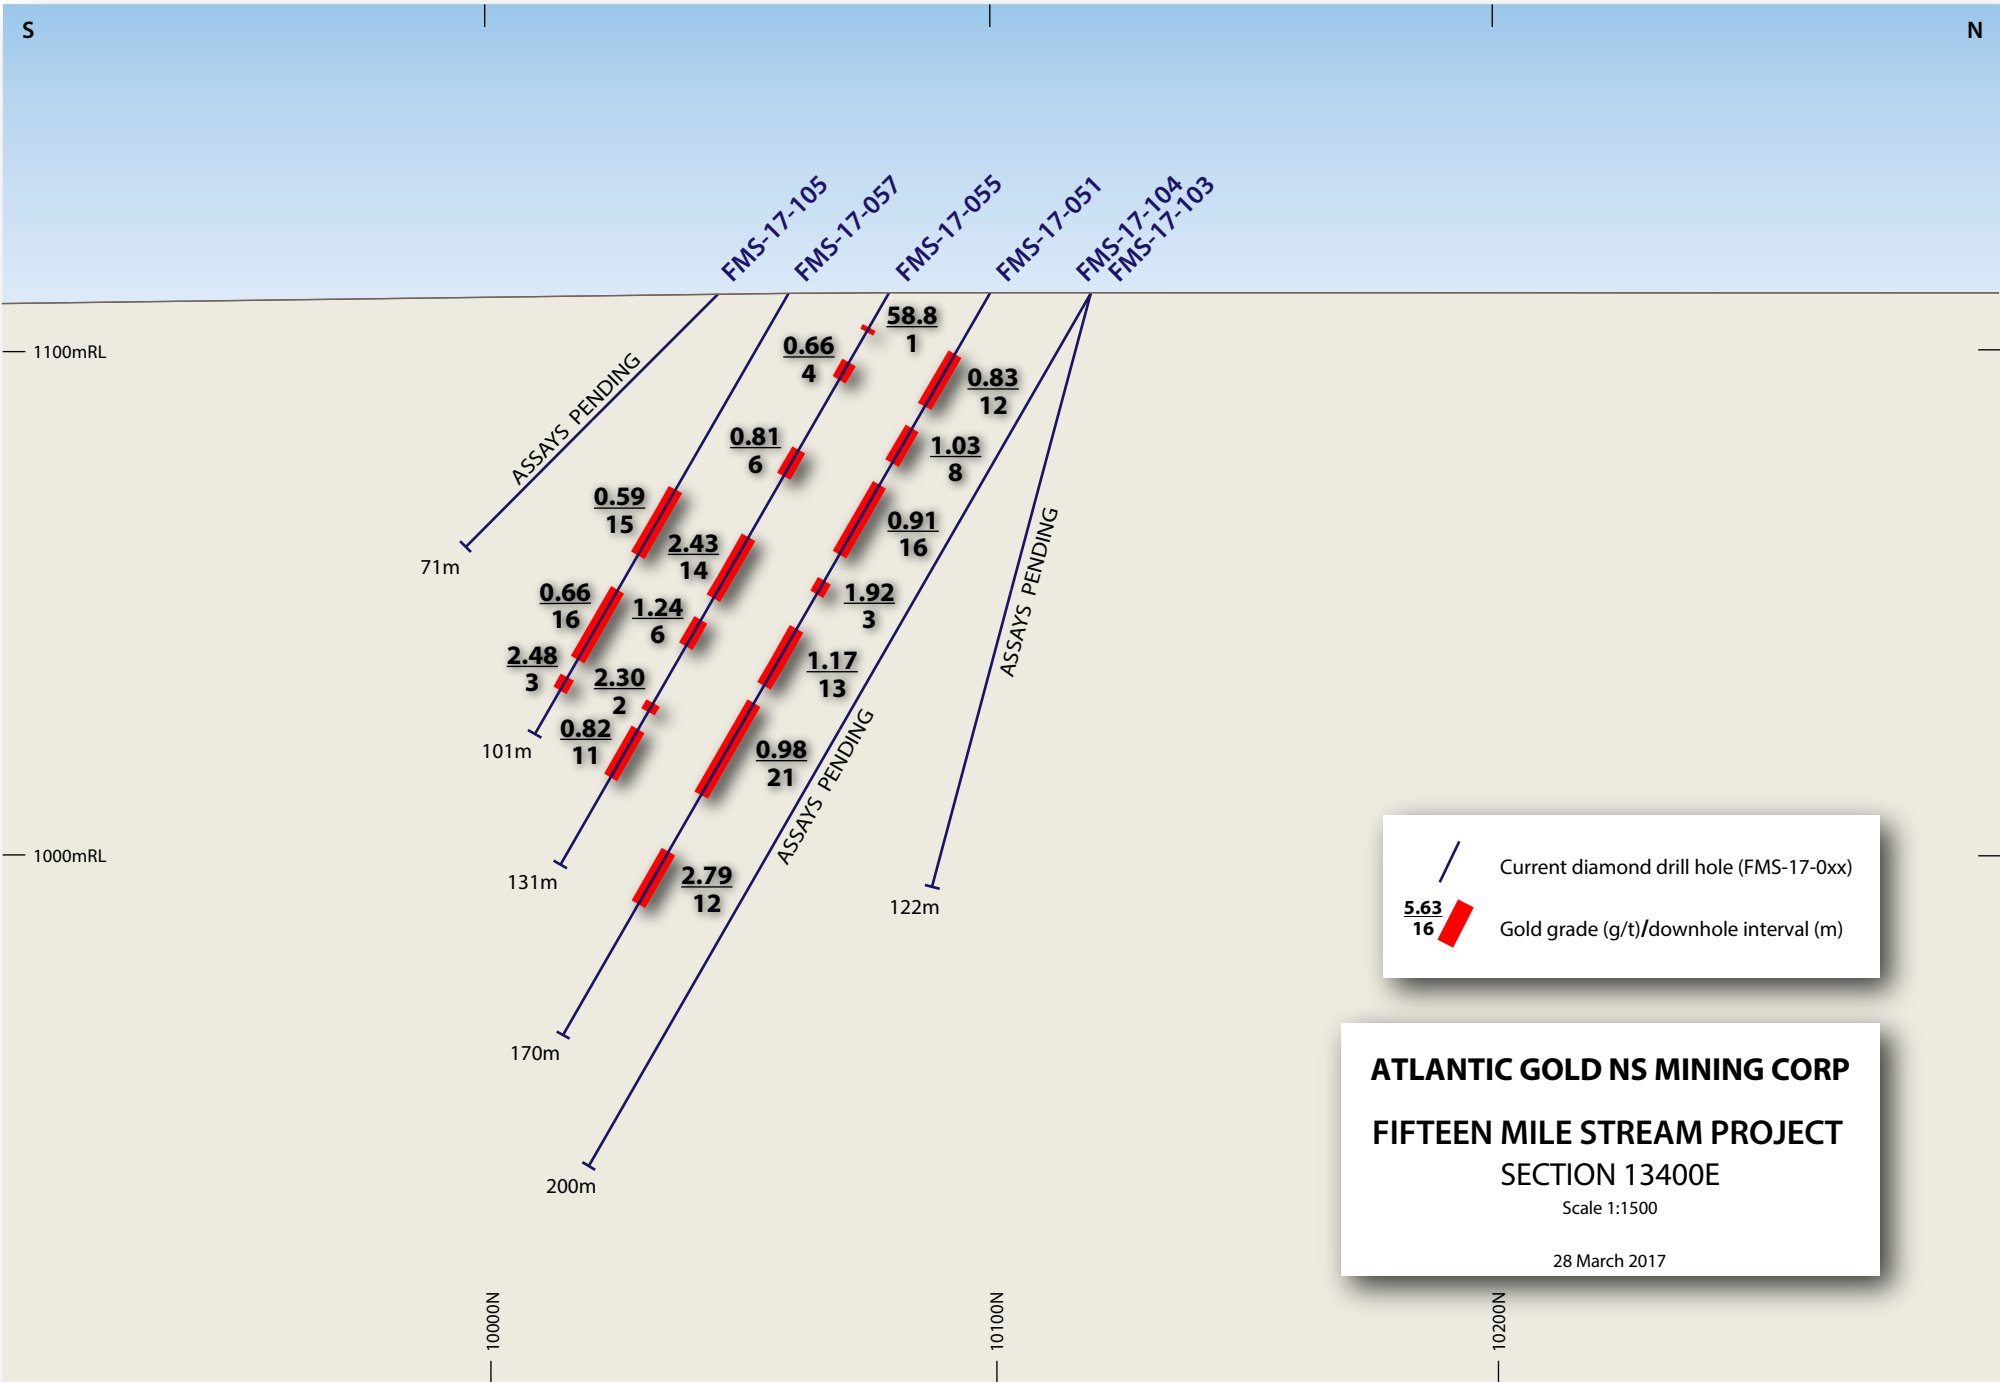 S
N
FMS-17-105
FMS-17-057
FMS-17-055
FMS-17-051
FMS-17-104
FMS-17-103
1100mRL
58.8
1
0.66
4
0.83
12
0.81
6
1.03
8
ASSAYS PENDING
0.59
15
0.91
16
2.43
14
71m
ASSAYS PENDING
0.66
16
1.24
6
1.92
3
2.48
3
2.30
2
1.17
13
0.82
11
101m
0.98
21
ASSAYS PENDING
1000mRL
131m
2.79
12
122m
170m
200m
Current diamond drill hole (FMS-17-0xx)
5.63
16
Gold grade (g/t)/downhole interval (m)
ATLANTIC GOLD NS MINING CORP
FIFTEEN MILE STREAM PROJECT
SECTION 13400E
Scale 1:1500
28 March 2017
10000N
10100N
10200N